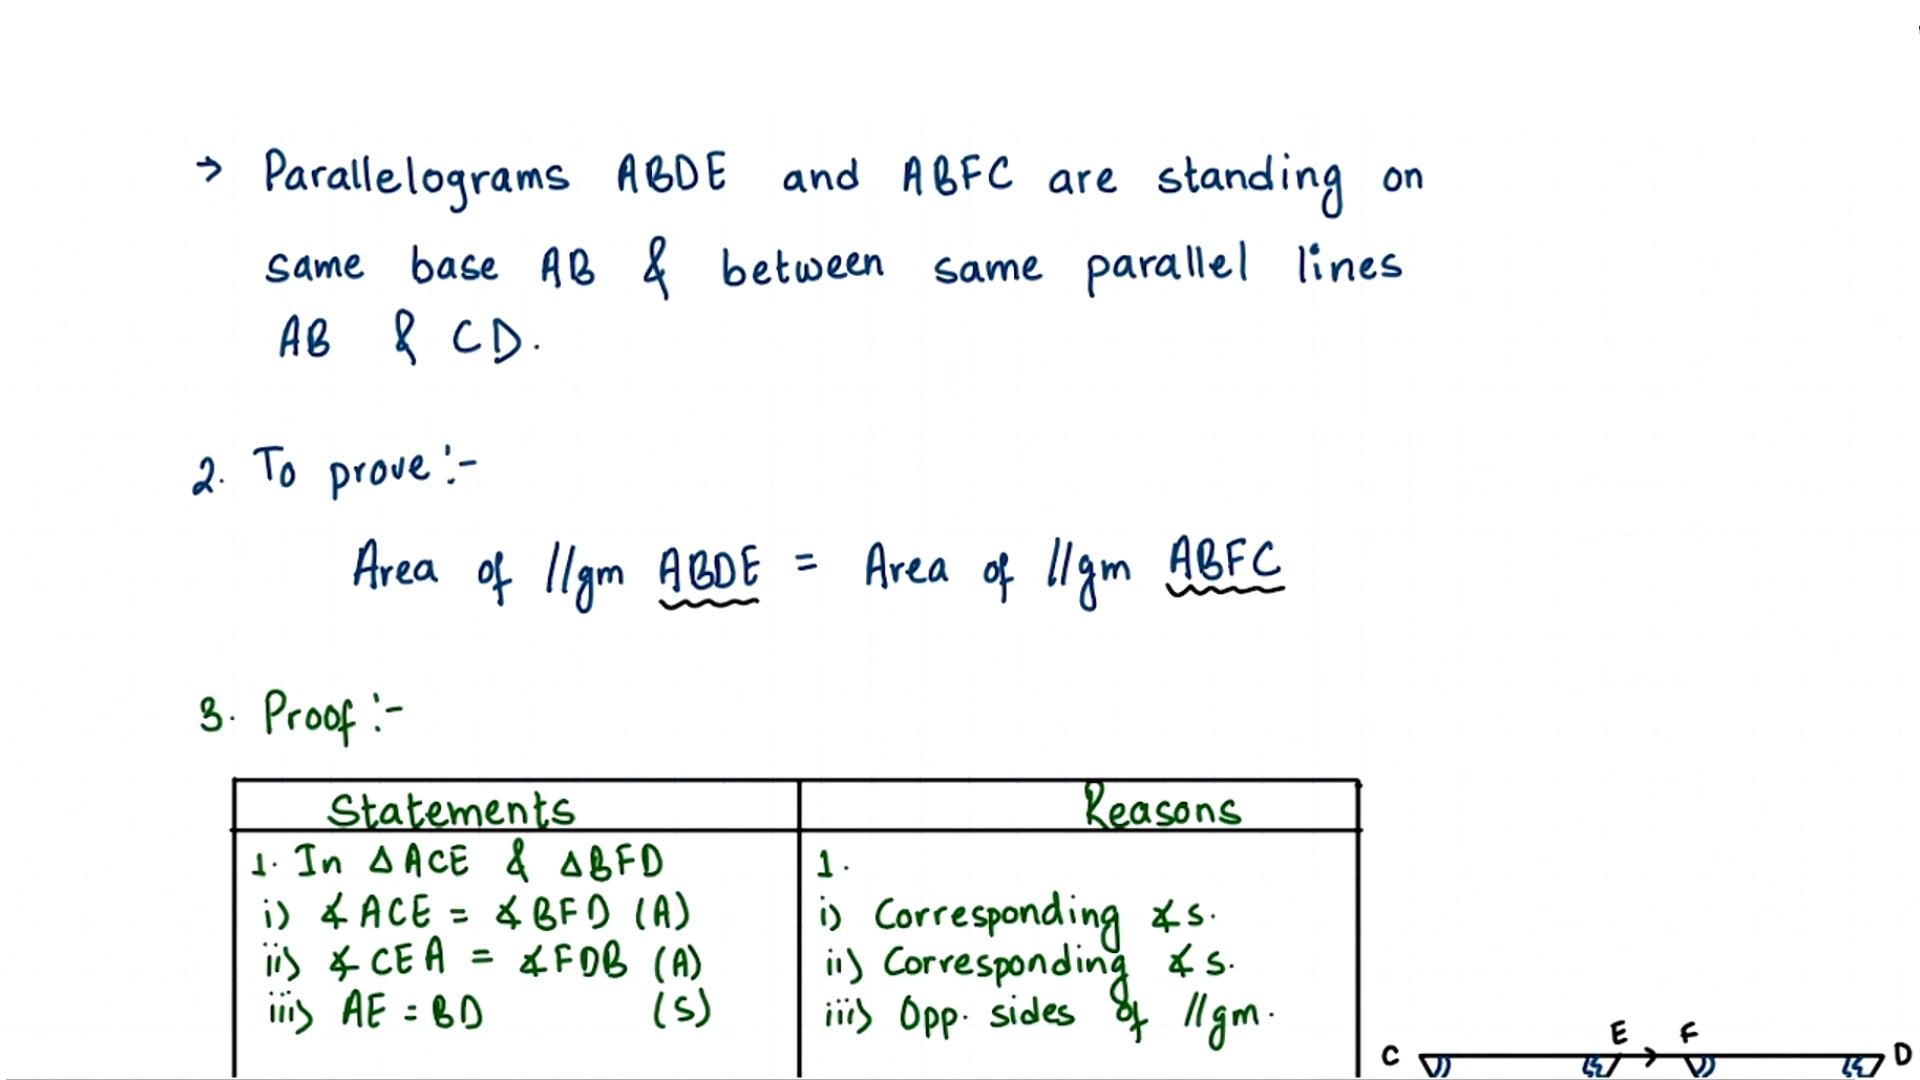 → Parallelograms ABDE and ABFC are standing on
same base AB & between same parallel lines
AB & CD.
2. To prove :-
Area of //gm ABDE = Area of //gm ABFC
3. Proof :-
Statements Reasons
1. In ΔACE & ΔBFD 1.
i) ∡ACE = ∡BFD (A) i) Corresponding ∡s.
ii) ∡CEA = ∡FDB (A) ii) Corresponding ∡s.
iii) AE = BD (S) iii) Opp. sides of //gm.
C E F D